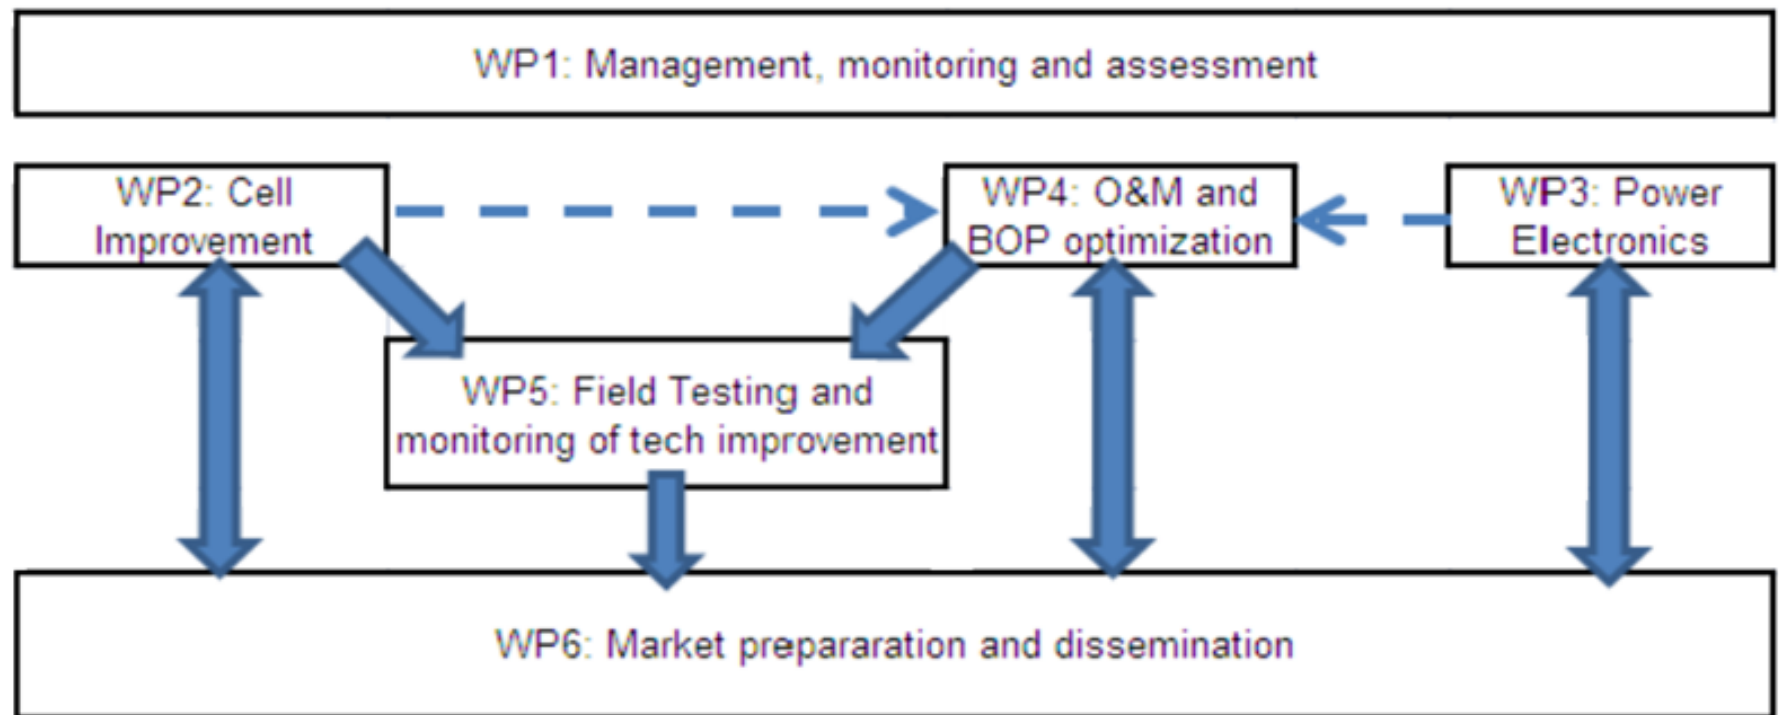 WP1: Management, monitoring and assessment
WP2: Cell
Improvement
WP4: O&M and
BOP optimization
WP3: Power
Electronics
WP5: Field Testing and
monitoring of tech improvement
WP6: Market prepararation and dissemination